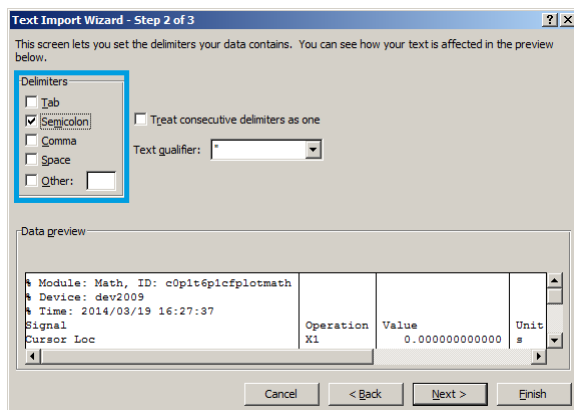 Text Import Wizard - Step 2 of 3
This screen lets you set the delimiters your data contains. You can see how your text is affected in the preview
below.
Delimiters
Tab
Semicolon
Comma
Space
Other:
Treat consecutive delimiters as one
Text qualifier: "
Data preview
% Module: Math, ID: c0p1t6p1cfplotmath
% Device: dev2009
% Time: 2014/03/19 16:27:37
Signal Operation Value Unit
Cursor Loc X1 0.000000000000 s
Cancel < Back Next > Finish